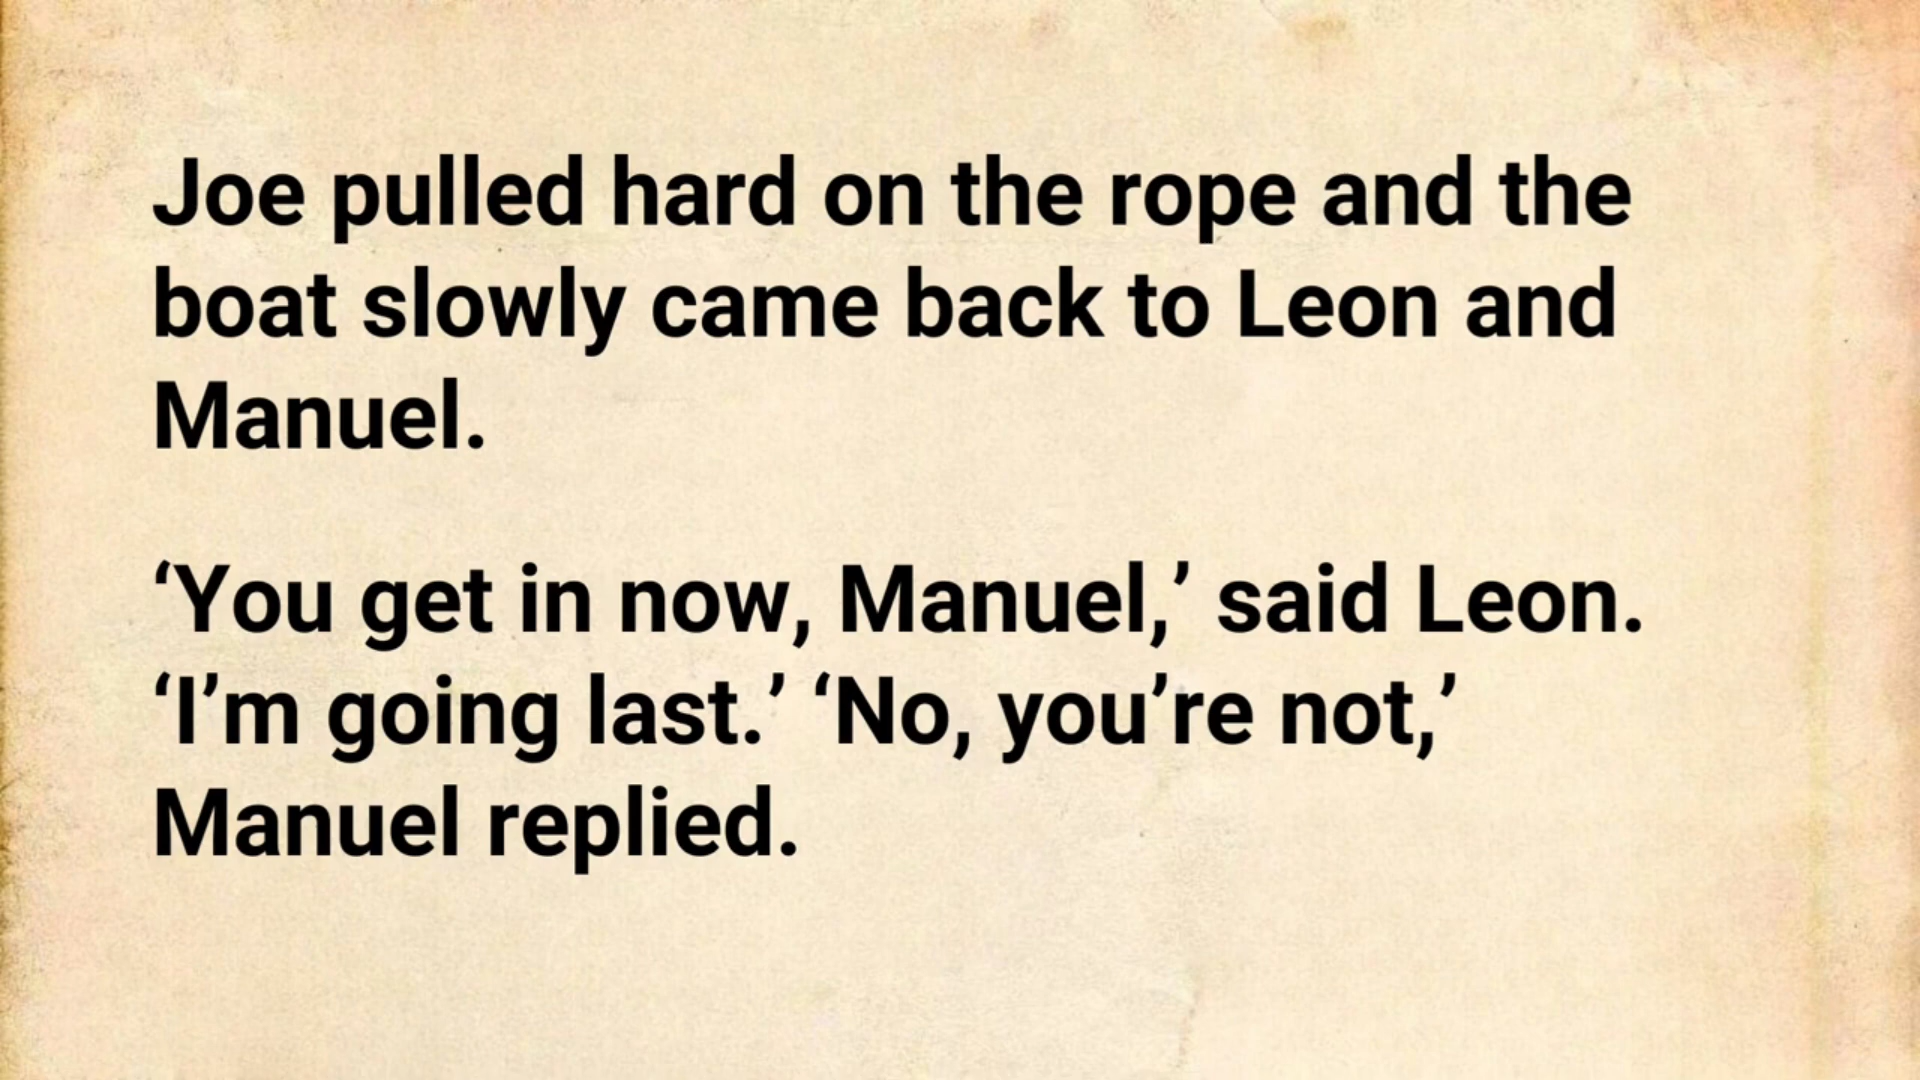 Joe pulled hard on the rope and the
boat slowly came back to Leon and
Manuel.
‘You get in now, Manuel,’ said Leon.
‘I’m going last.’ ‘No, you’re not,’
Manuel replied.